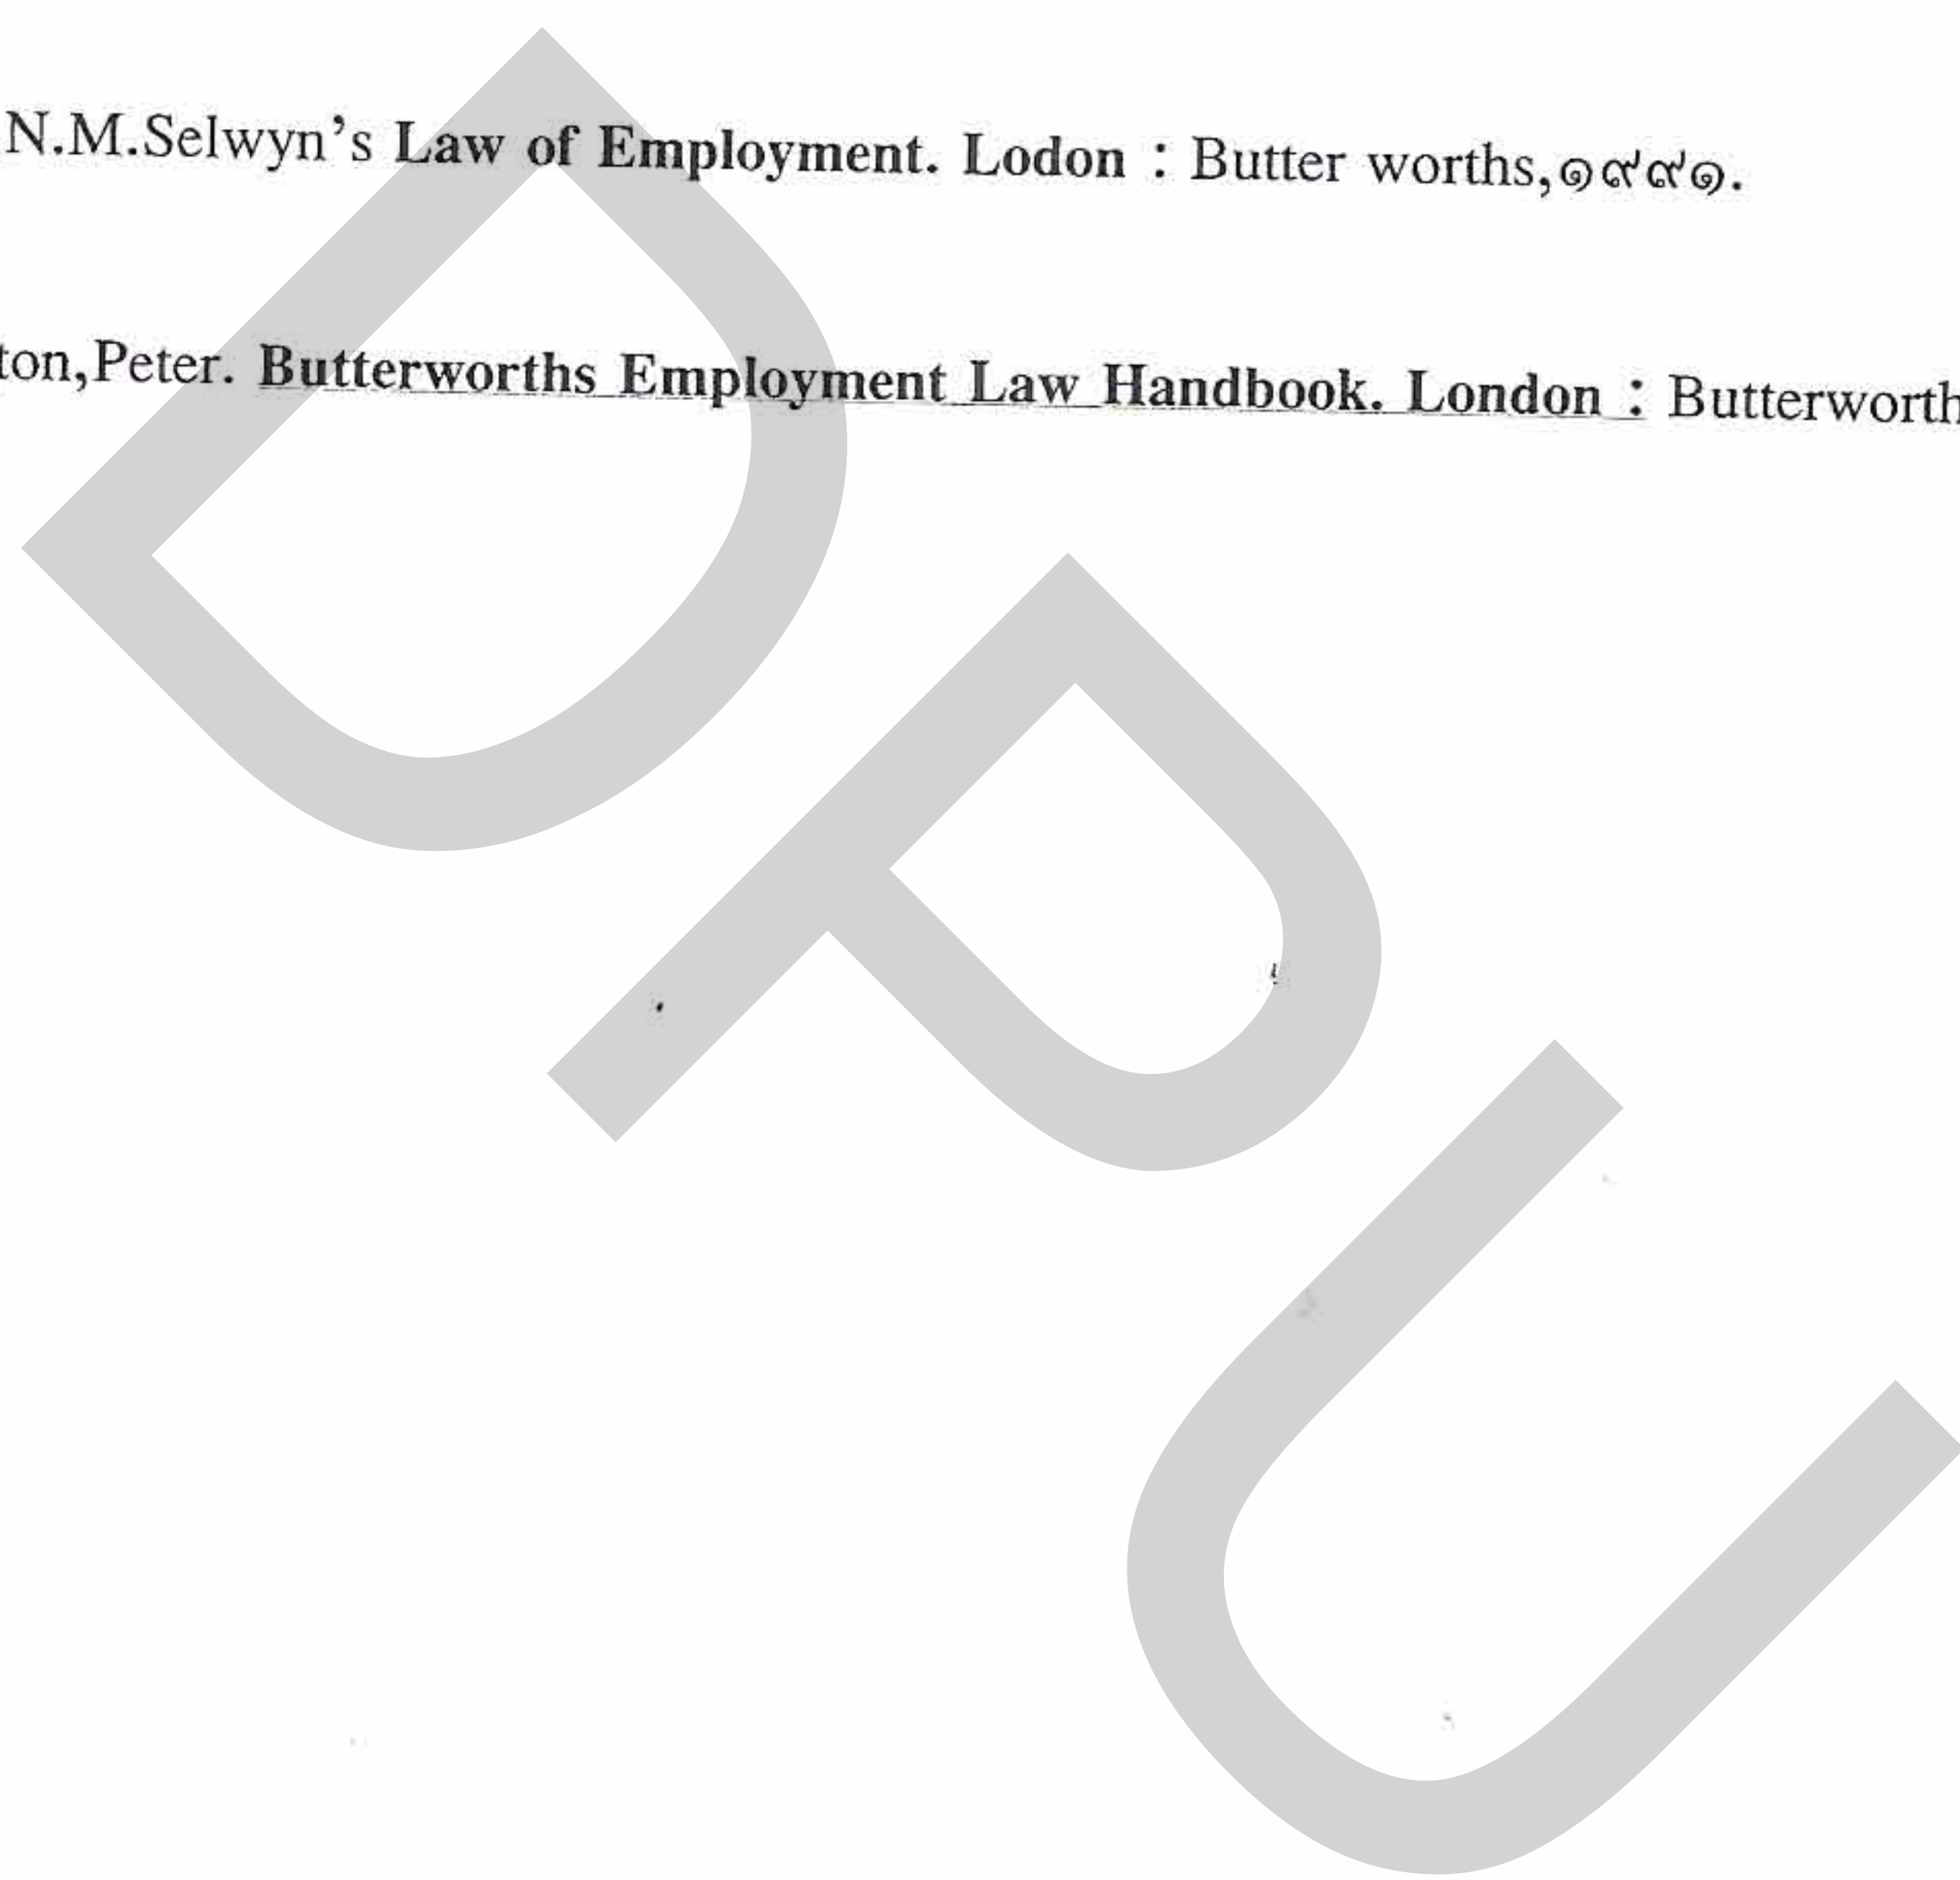 N.M.Selwyn's Law of Employment. Lodon : Butter worths,๑๙๙๑.
ton,Peter. Butterworths Employment Law Handbook. London : Butterworth
DPU